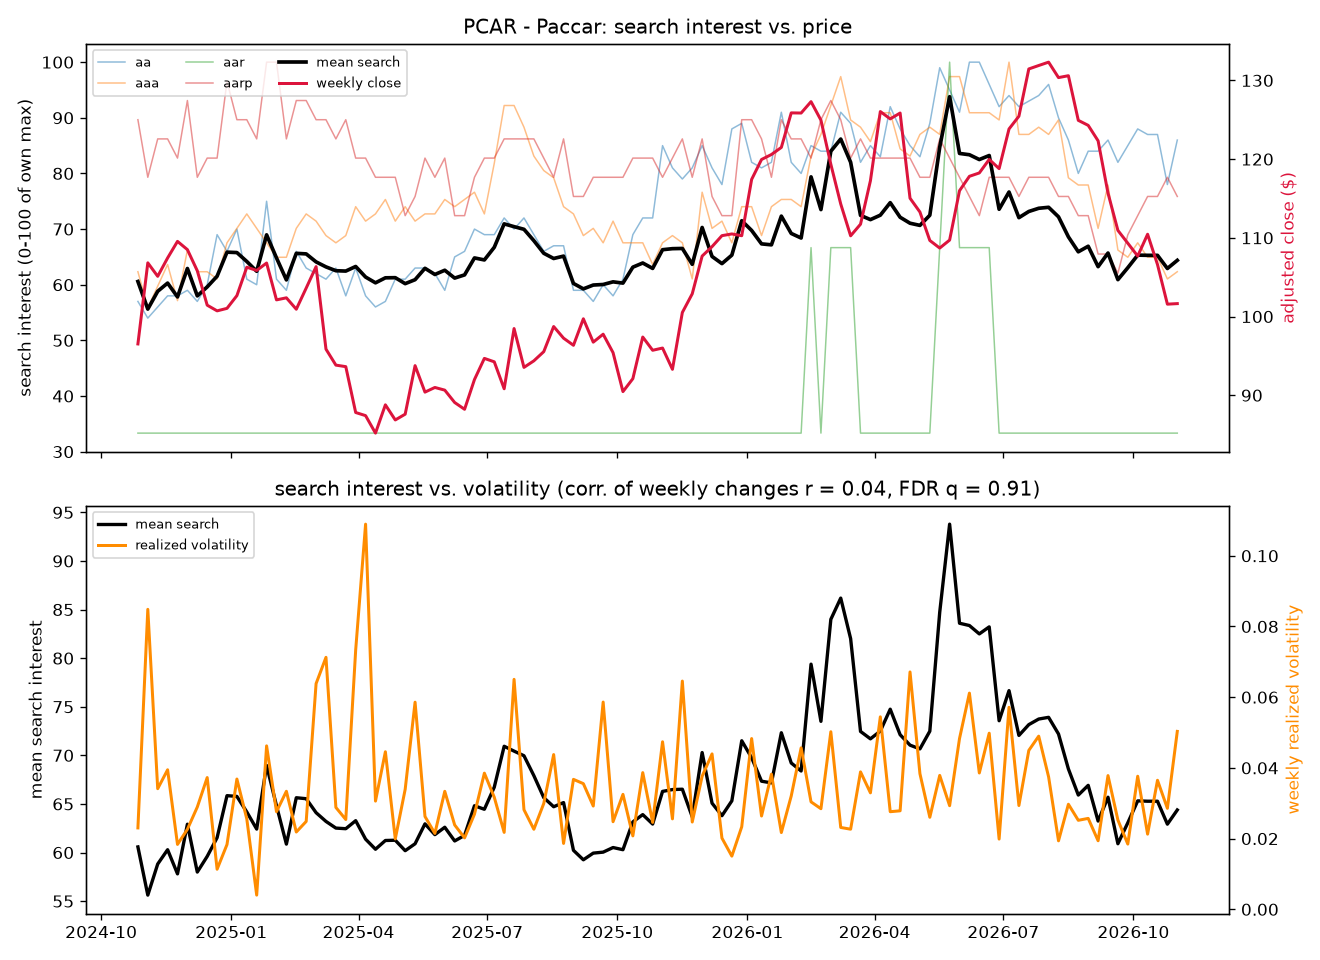 PCAR - Paccar: search interest vs. price
aa
aaa
aar
aarp
mean search
weekly close
search interest (0-100 of own max)
100
90
80
70
60
50
40
30
130
120
110
100
90
adjusted close ($)
search interest vs. volatility (corr. of weekly changes r = 0.04, FDR q = 0.91)
mean search
realized volatility
mean search interest
95
90
85
80
75
70
65
60
55
0.10
0.08
0.06
0.04
0.02
0.00
weekly realized volatility
2024-10 2025-01 2025-04 2025-07 2025-10 2026-01 2026-04 2026-07 2026-10